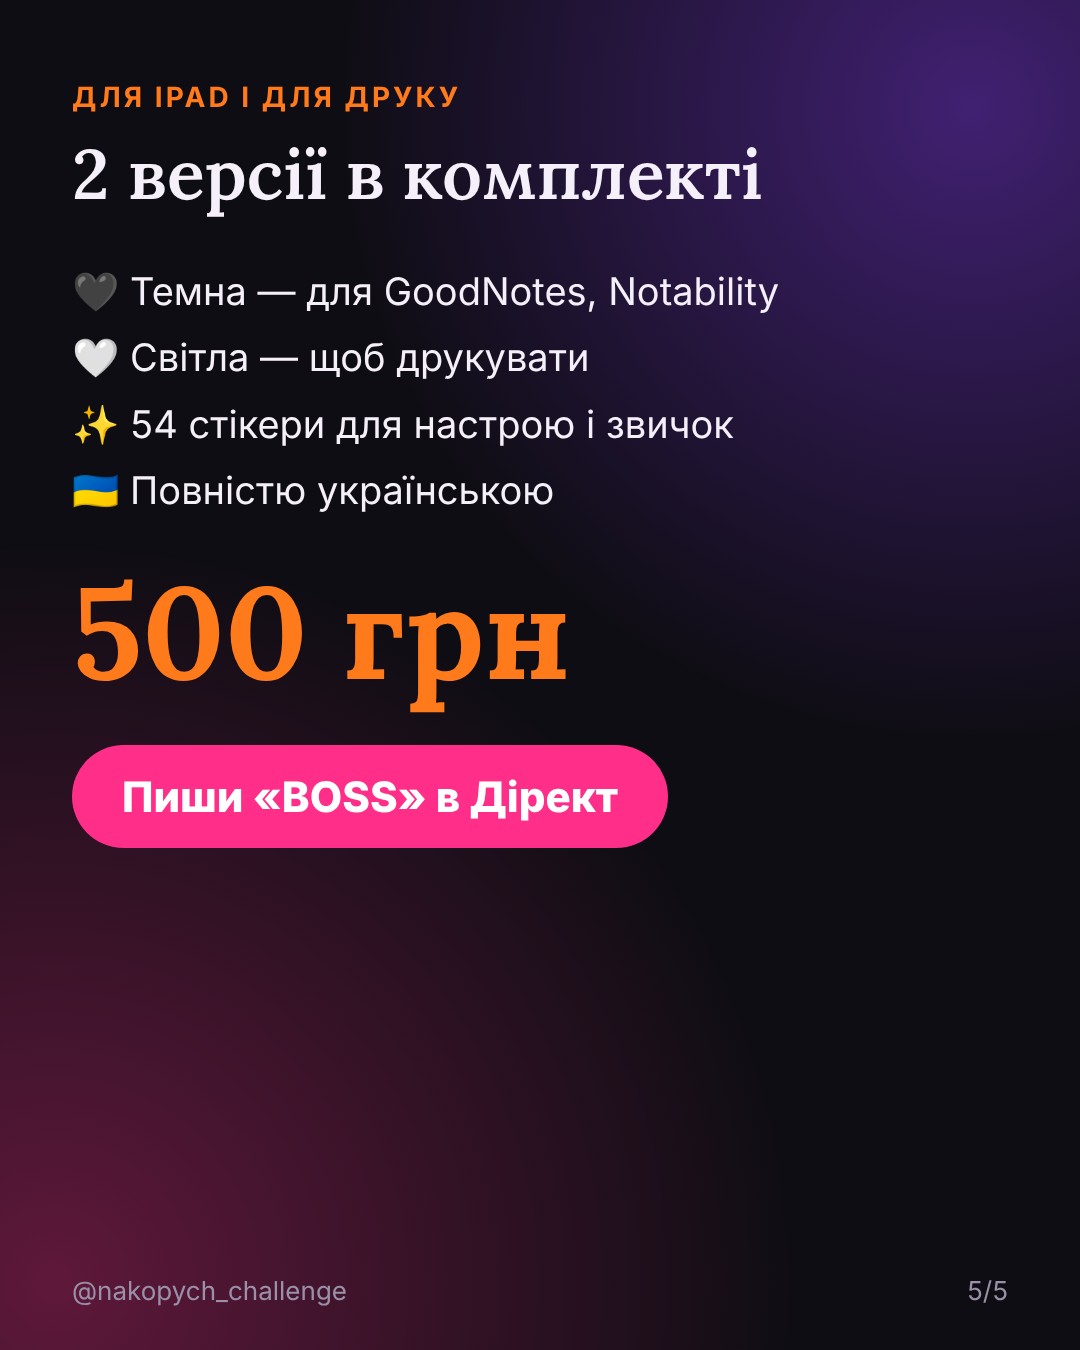 ДЛЯ IPAD І ДЛЯ ДРУКУ
2 версії в комплекті
🖤 Темна — для GoodNotes, Notability
🤍 Світла — щоб друкувати
✨ 54 стікери для настрою і звичок
🇺🇦 Повністю українською
500 грн
Пиши «BOSS» в Дірект
@nakopych_challenge
5/5